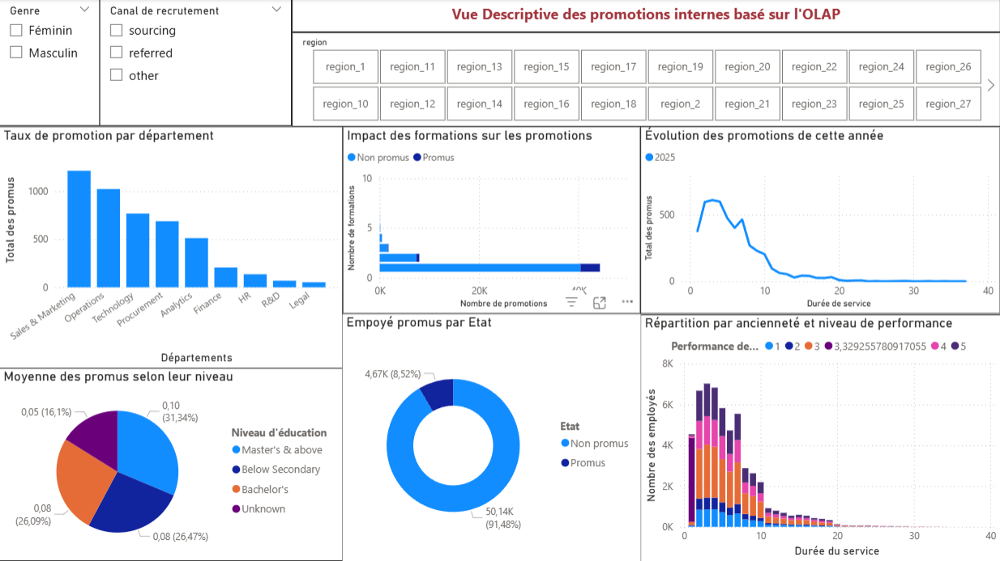 Genre
Féminin
Masculin
Canal de recrutement
sourcing
referred
other
Vue Descriptive des promotions internes basé sur l'OLAP
region
region_1 region_11 region_13 region_15 region_17 region_19 region_20 region_22 region_24 region_26
region_10 region_12 region_14 region_16 region_18 region_2 region_21 region_23 region_25 region_27
Taux de promotion par département
Total des promus
1000
500
0
Sales & Marketing Operations Technology Procurement Analytics Finance HR R&D Legal
Départements
Impact des formations sur les promotions
Non promus Promus
Nombre de formations
10
5
0
0K 20K 40K
Nombre de promotions
Évolution des promotions de cette année
2025
Total des promus
500
0
0 10 20 30 40
Durée de service
Moyenne des promus selon leur niveau
0,05 (16,1%)
0,10
(31,34%)
0,08
(26,09%)
0,08 (26,47%)
Niveau d'éducation
Master's & above
Below Secondary
Bachelor's
Unknown
Empoyé promus par Etat
4,67K (8,52%)
50,14K
(91,48%)
Etat
Non promus
Promus
Répartition par ancienneté et niveau de performance
Performance de... 1 2 3 3,329255780917055 4 5
Nombre des employés
8K
6K
4K
2K
0K
0 10 20 30 40
Durée du service